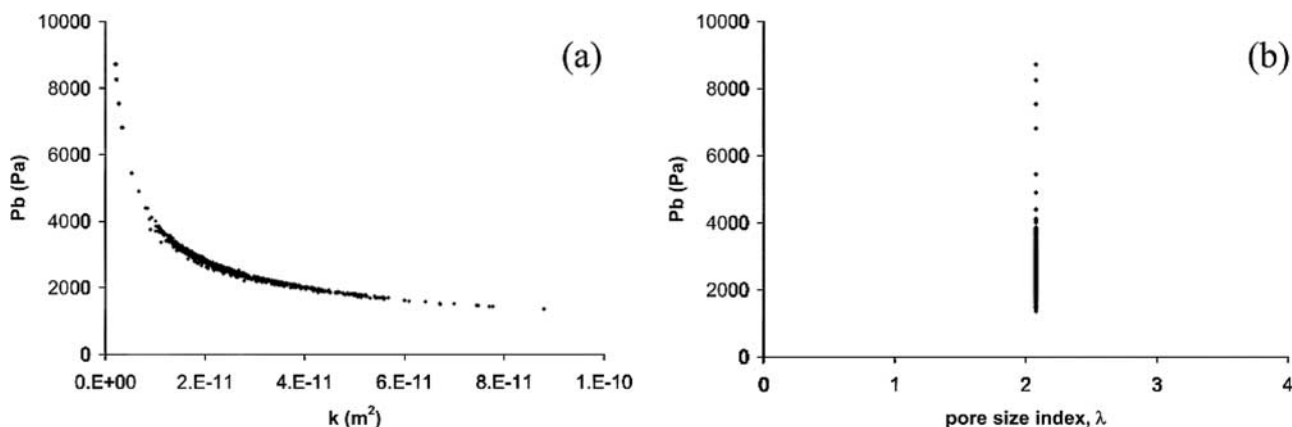 (a)
10000
8000
6000
4000
2000
0
Pb (Pa)
0.E+00 2.E-11 4.E-11 6.E-11 8.E-11 1.E-10
k (m²)
(b)
10000
8000
6000
4000
2000
0
Pb (Pa)
0 1 2 3 4
pore size index, λ